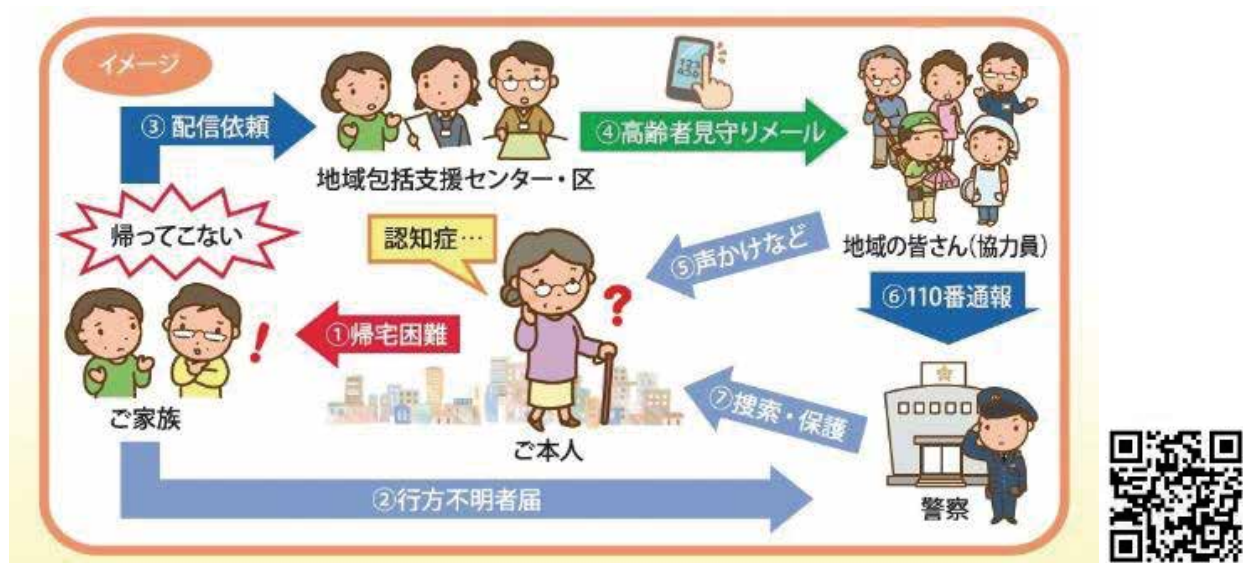 イメージ
③配信依頼
地域包括支援センター・区
④高齢者見守りメール
123
456
地域の皆さん(協力員)
帰ってこない
認知症…
⑤声かけなど
⑥110番通報
①帰宅困難
ご家族
ご本人
⑦捜索・保護
②行方不明者届
警察